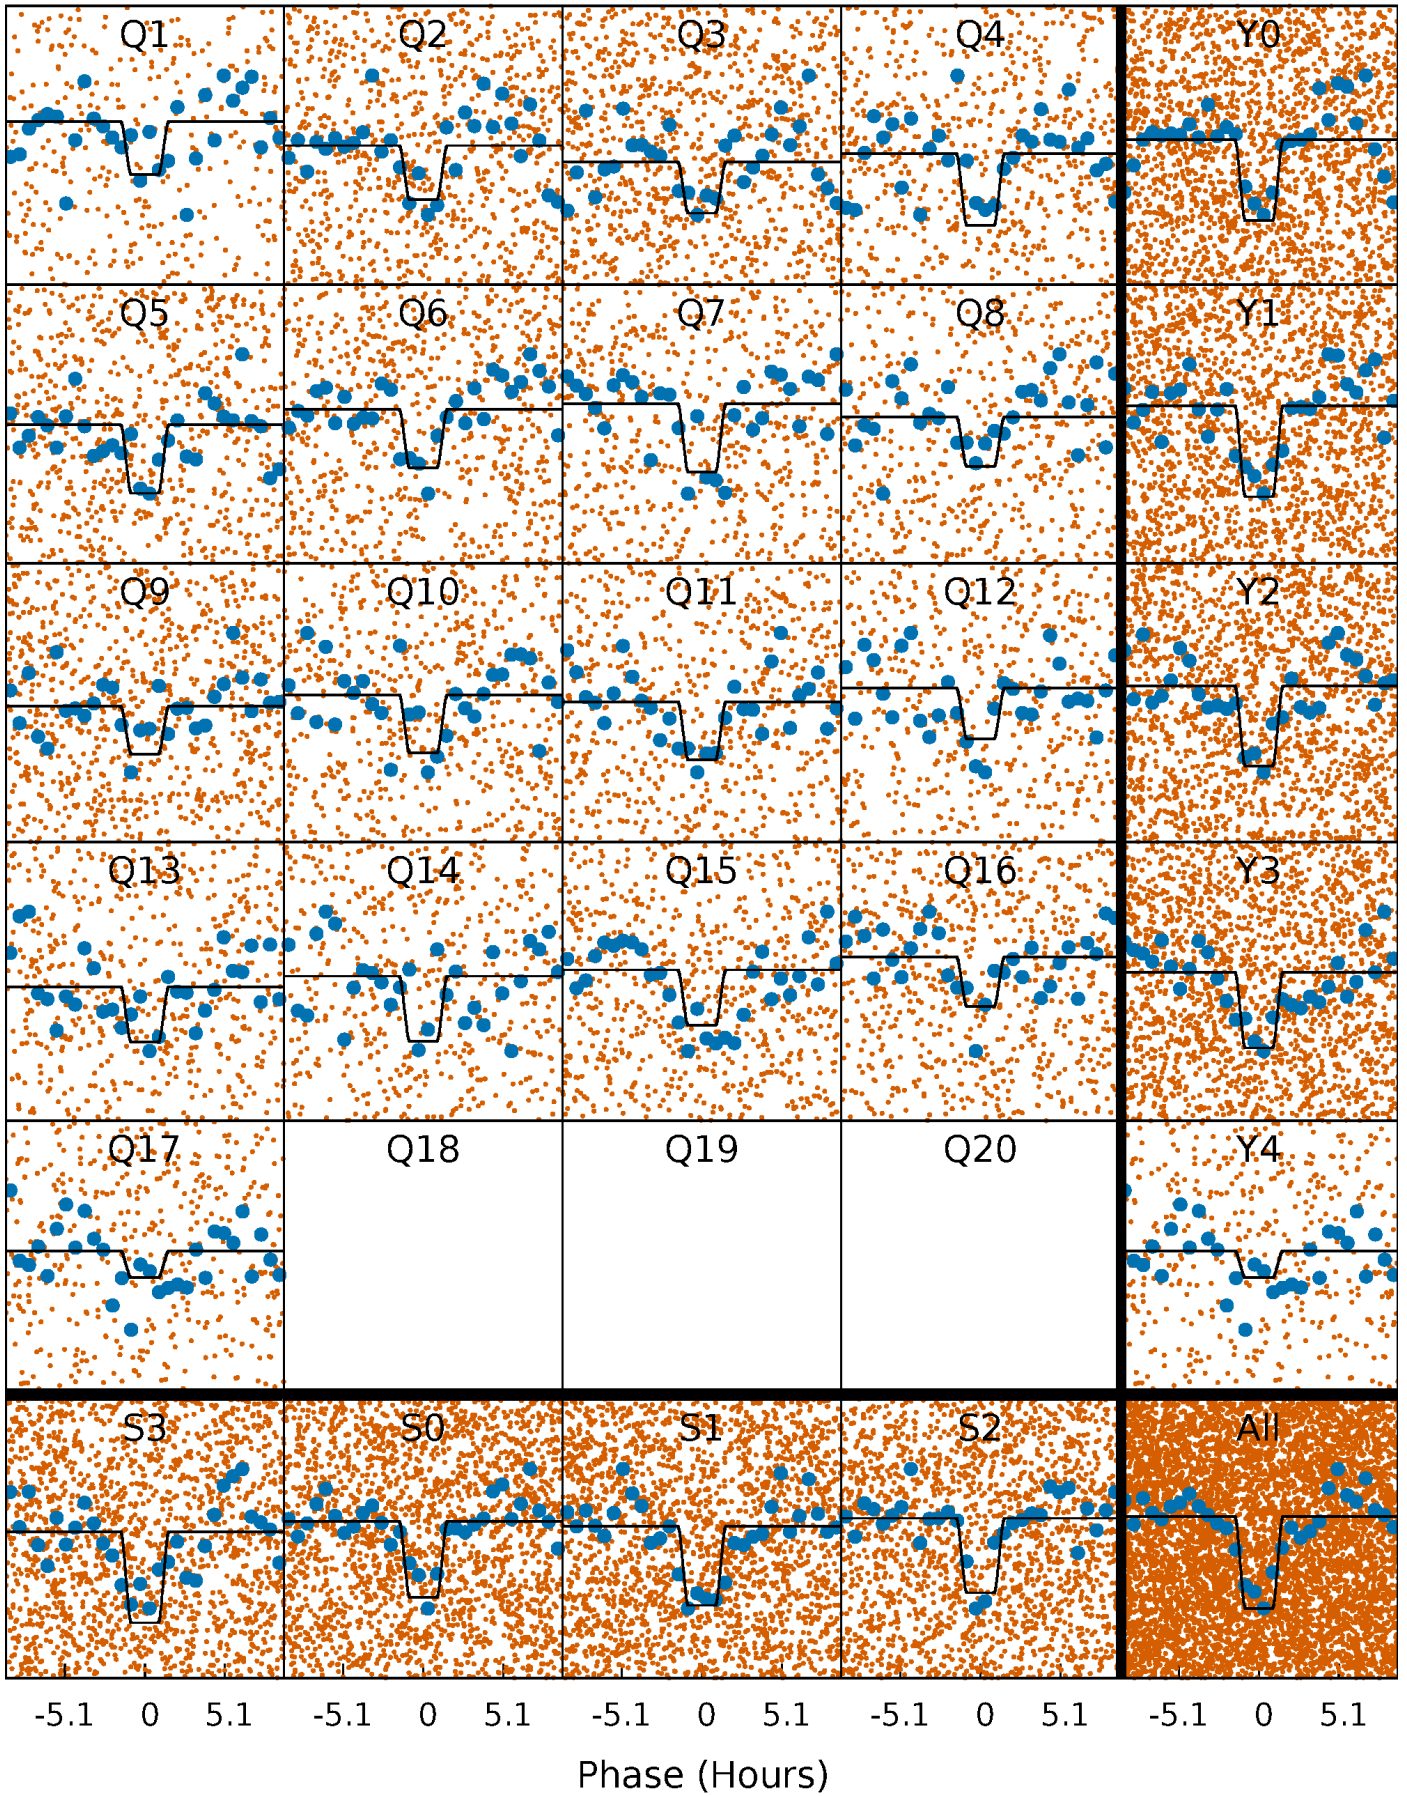 Q1 Q2 Q3 Q4 Y0
Q5 Q6 Q7 Q8 Y1
Q9 Q10 Q11 Q12 Y2
Q13 Q14 Q15 Q16 Y3
Q17 Q18 Q19 Q20 Y4
S3 S0 S1 S2 All
-5.1 0 5.1 -5.1 0 5.1 -5.1 0 5.1 -5.1 0 5.1 -5.1 0 5.1
Phase (Hours)